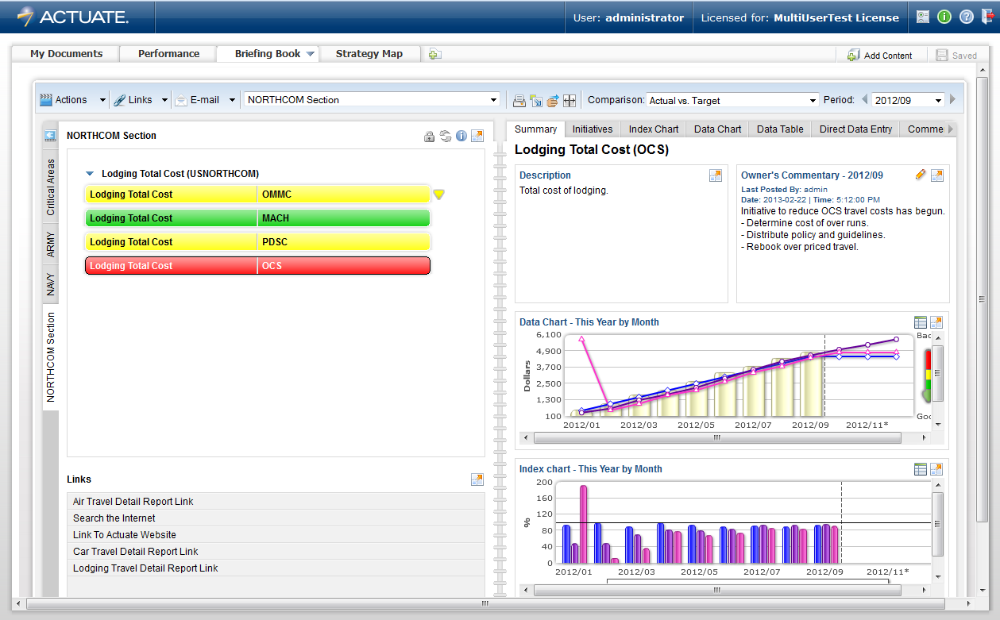 ACTUATE.
User: administrator
Licensed for: MultiUserTest License
My Documents
Performance
Briefing Book
Strategy Map
Add Content
Saved
Actions
Links
E-mail
NORTHCOM Section
Comparison: Actual vs. Target
Period: 2012/09
Critical Areas
ARMY
NAVY
NORTHCOM Section
NORTHCOM Section
Lodging Total Cost (USNORTHCOM)
Lodging Total Cost OMMC
Lodging Total Cost MACH
Lodging Total Cost PDSC
Lodging Total Cost OCS
Links
Air Travel Detail Report Link
Search the Internet
Link To Actuate Website
Car Travel Detail Report Link
Lodging Travel Detail Report Link
Summary
Initiatives
Index Chart
Data Chart
Data Table
Direct Data Entry
Comme
Lodging Total Cost (OCS)
Description
Total cost of lodging.
Owner's Commentary - 2012/09
Last Posted By: admin
Date: 2013-02-22 | Time: 5:12:00 PM
Initiative to reduce OCS travel costs has begun.
- Determine cost of over runs.
- Distribute policy and guidelines.
- Rebook over priced travel.
Data Chart - This Year by Month
Dollars
6,100
4,900
3,700
2,500
1,300
100
2012/01
2012/03
2012/05
2012/07
2012/09
2012/11*
Bac
Goo
Index chart - This Year by Month
%
200
160
120
80
40
0
2012/01
2012/03
2012/05
2012/07
2012/09
2012/11*